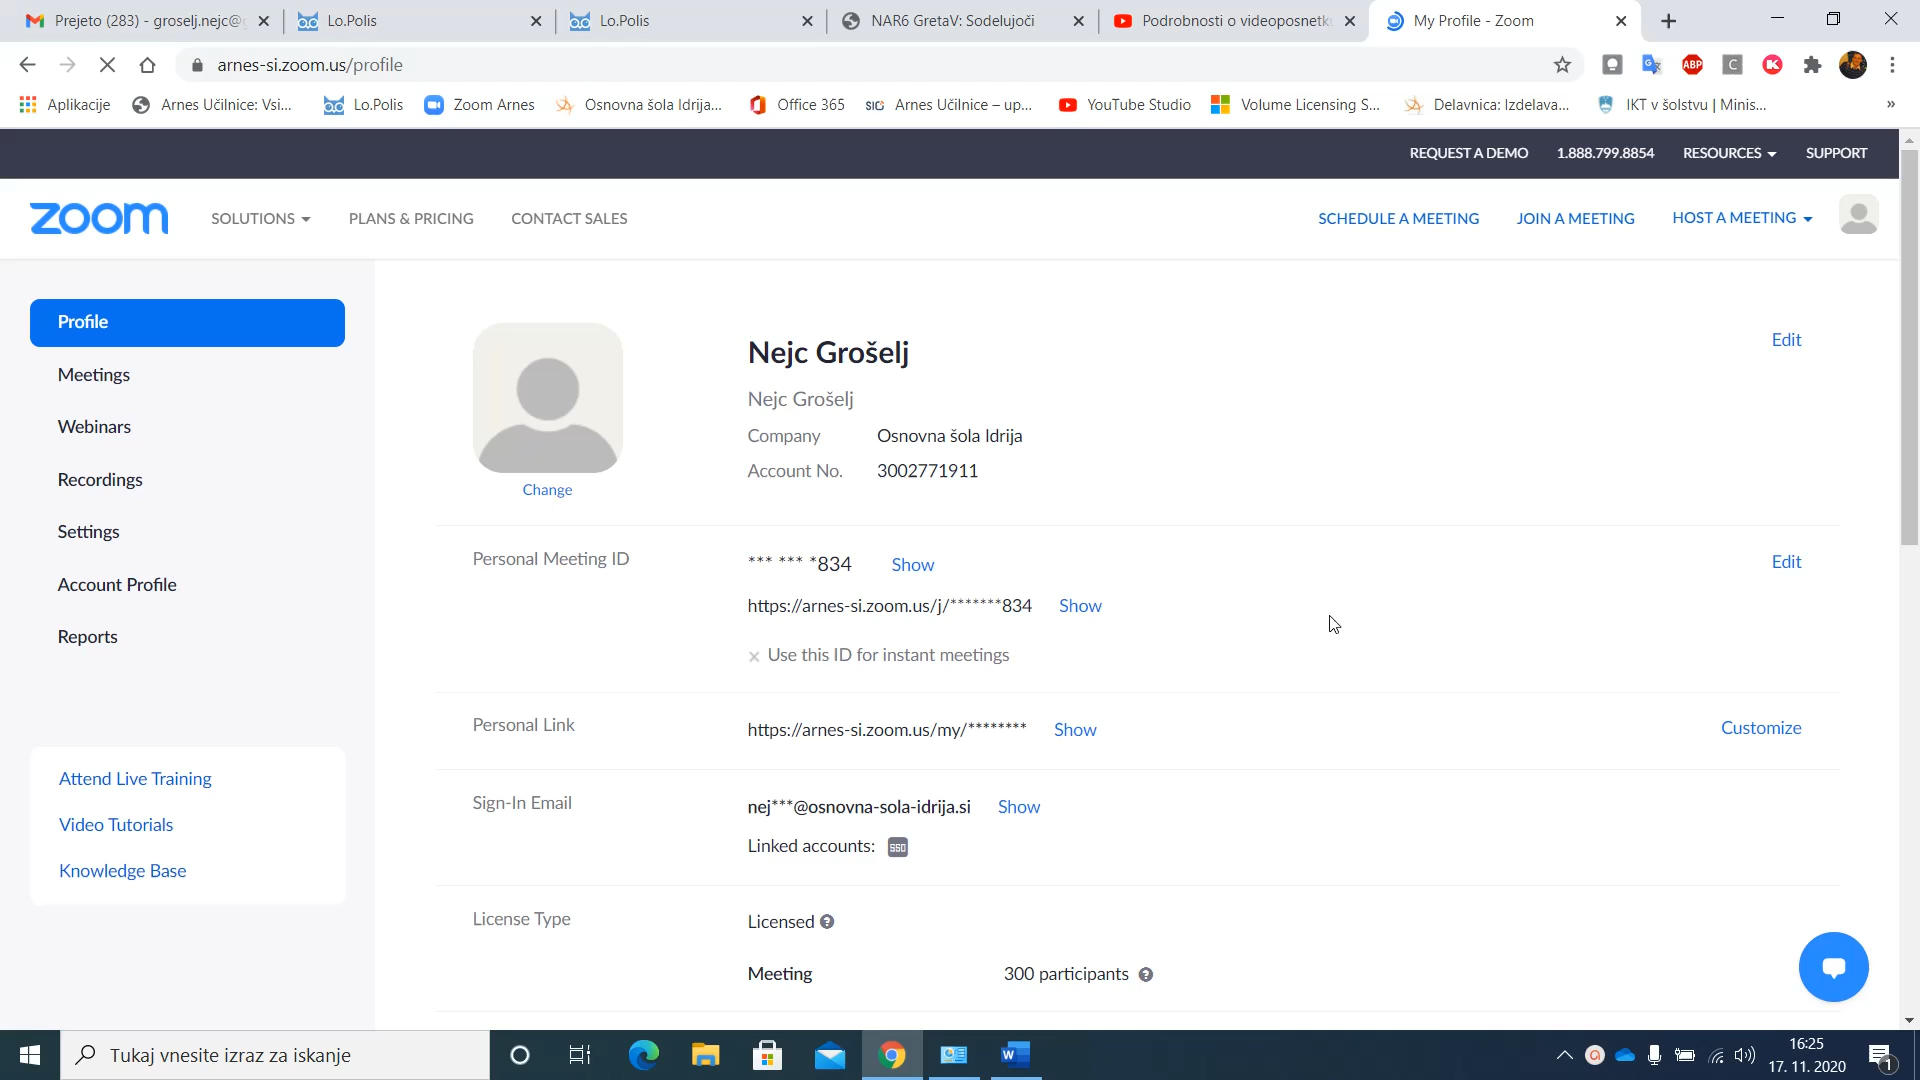 Prejeto (283) - groselj.nejc@g
Lo.Polis
Lo.Polis
NAR6 GretaV: Sodelujoči
Podrobnosti o videoposnetku
My Profile - Zoom
arnes-si.zoom.us/profile
ABP
C
K
Aplikacije
Arnes Učilnice: Vsi...
Lo.Polis
Zoom Arnes
Osnovna šola Idrija...
Office 365
SIO
Arnes Učilnice – up...
YouTube Studio
Volume Licensing S...
Delavnica: Izdelava...
IKT v šolstvu | Minis...
»
REQUEST A DEMO
1.888.799.8854
RESOURCES
SUPPORT
zoom
SOLUTIONS
PLANS & PRICING
CONTACT SALES
SCHEDULE A MEETING
JOIN A MEETING
HOST A MEETING
Profile
Meetings
Webinars
Recordings
Settings
Account Profile
Reports
Attend Live Training
Video Tutorials
Knowledge Base
Change
Nejc Grošelj
Edit
Nejc Grošelj
Company Osnovna šola Idrija
Account No. 3002771911
Personal Meeting ID
*** *** *834 Show
Edit
https://arnes-si.zoom.us/j/*******834 Show
× Use this ID for instant meetings
Personal Link
https://arnes-si.zoom.us/my/******** Show
Customize
Sign-In Email
nej***@osnovna-sola-idrija.si Show
Linked accounts: SSO
License Type
Licensed ?
Meeting 300 participants ?
Tukaj vnesite izraz za iskanje
W
16:25
17. 11. 2020
1